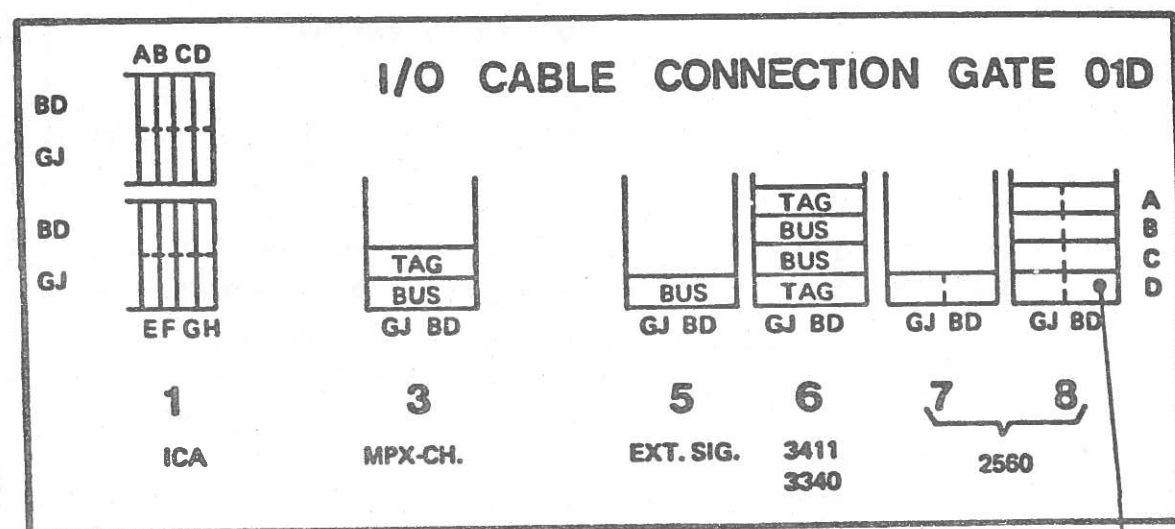 AB CD
I/O CABLE CONNECTION GATE 01D
BD
GJ
BD
GJ
EF GH
TAG
BUS
GJ BD
BUS
GJ BD
TAG
BUS
BUS
TAG
GJ BD
GJ BD
GJ BD
A
B
C
D
1
3
5
6
7
8
ICA
MPX-CH.
EXT. SIG.
3411
3340
2560